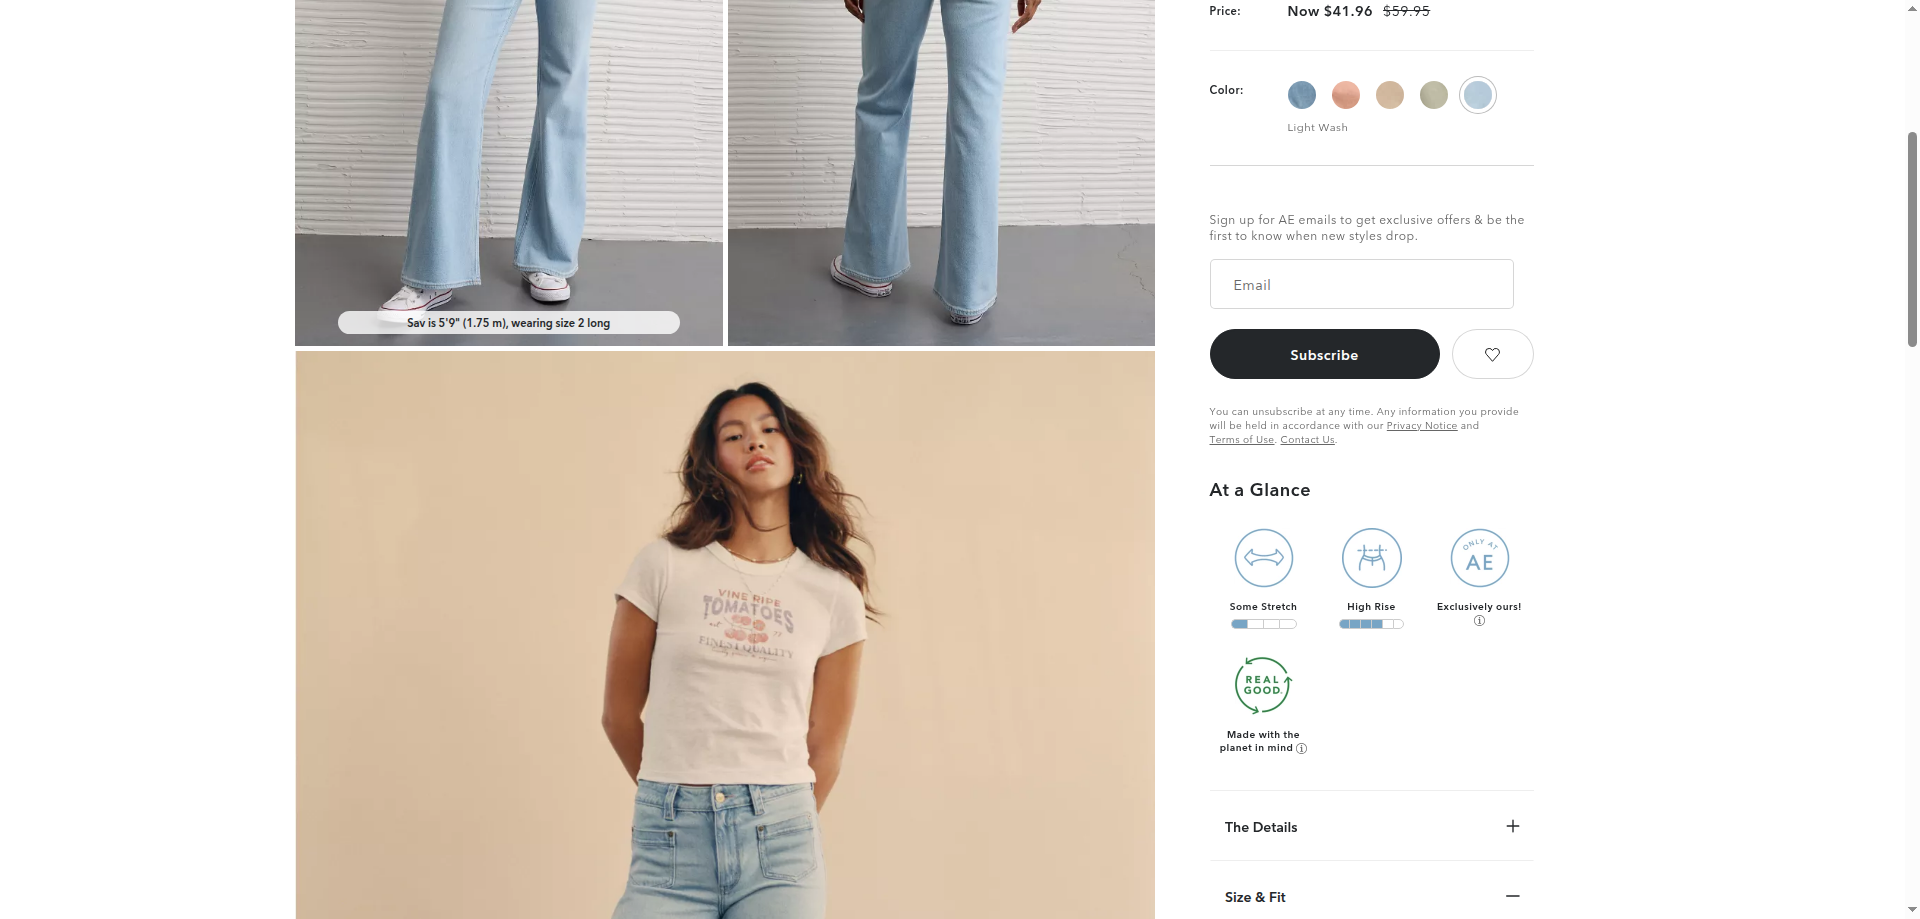 Price:
Now $41.96 $59.95
Color:
Light Wash
Sign up for AE emails to get exclusive offers & be the
first to know when new styles drop.
Email
Subscribe
You can unsubscribe at any time. Any information you provide
will be held in accordance with our Privacy Notice and
Terms of Use. Contact Us.
At a Glance
Some Stretch
High Rise
ONLY AT
AE
Exclusively ours!
REAL
GOOD.
Made with the
planet in mind
The Details
Size & Fit
Sav is 5'9" (1.75 m), wearing size 2 long
VINE RIPE
TOMATOES
FINEST QUALITY